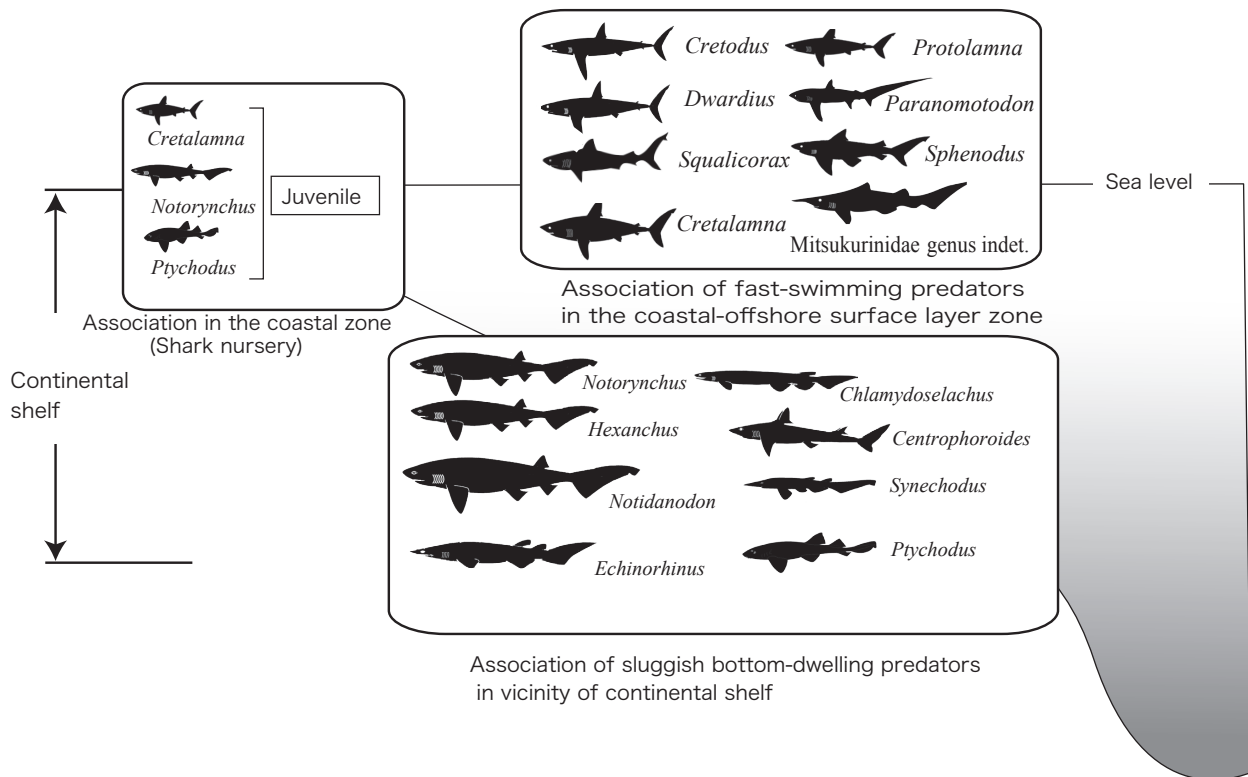 Cretalamna
Notorynchus
Ptychodus
Juvenile
Association in the coastal zone
(Shark nursery)
Continental
shelf
Cretodus
Protolamna
Dwardius
Paranomotodon
Squalicorax
Sphenodus
Cretalamna
Mitsukurinidae genus indet.
Sea level
Association of fast-swimming predators
in the coastal-offshore surface layer zone
Notorynchus
Chlamydoselachus
Hexanchus
Centrophoroides
Notidanodon
Synechodus
Echinorhinus
Ptychodus
Association of sluggish bottom-dwelling predators
in vicinity of continental shelf